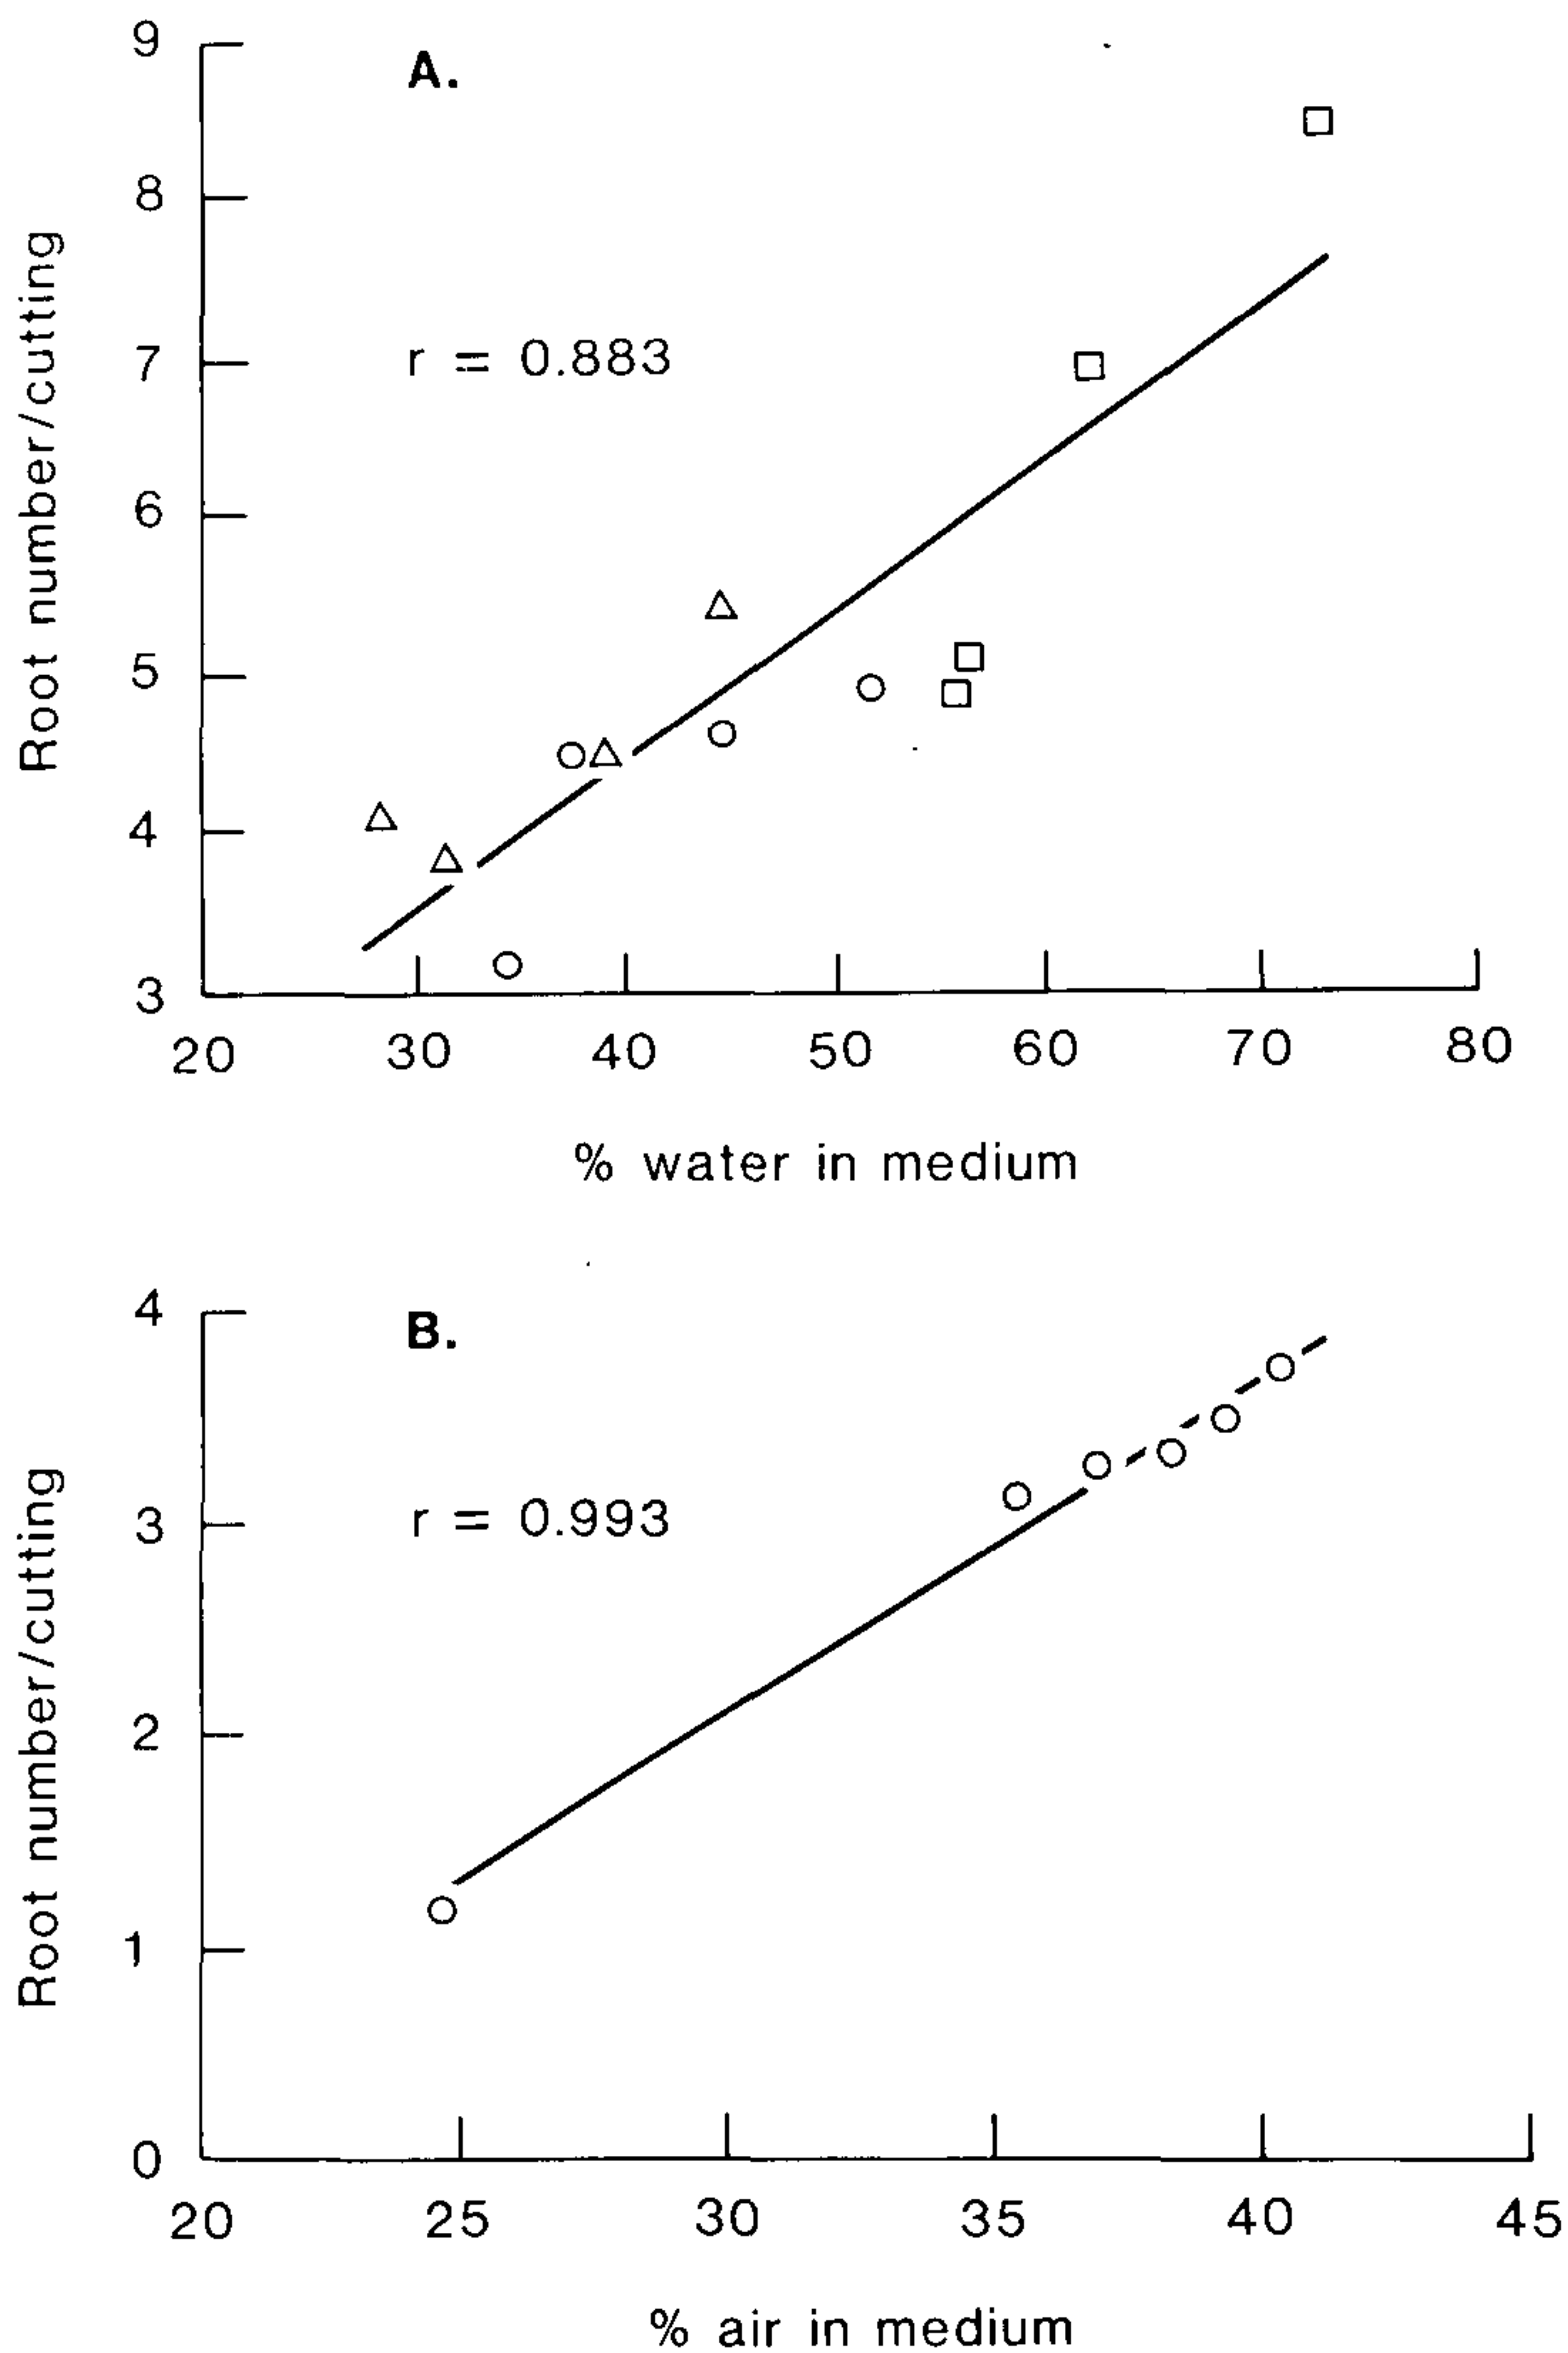 A.
Root number/cutting
9
8
7
6
5
4
3
r = 0.883
20 30 40 50 60 70 80
% water in medium
B.
Root number/cutting
4
3
2
1
0
r = 0.993
20 25 30 35 40 45
% air in medium